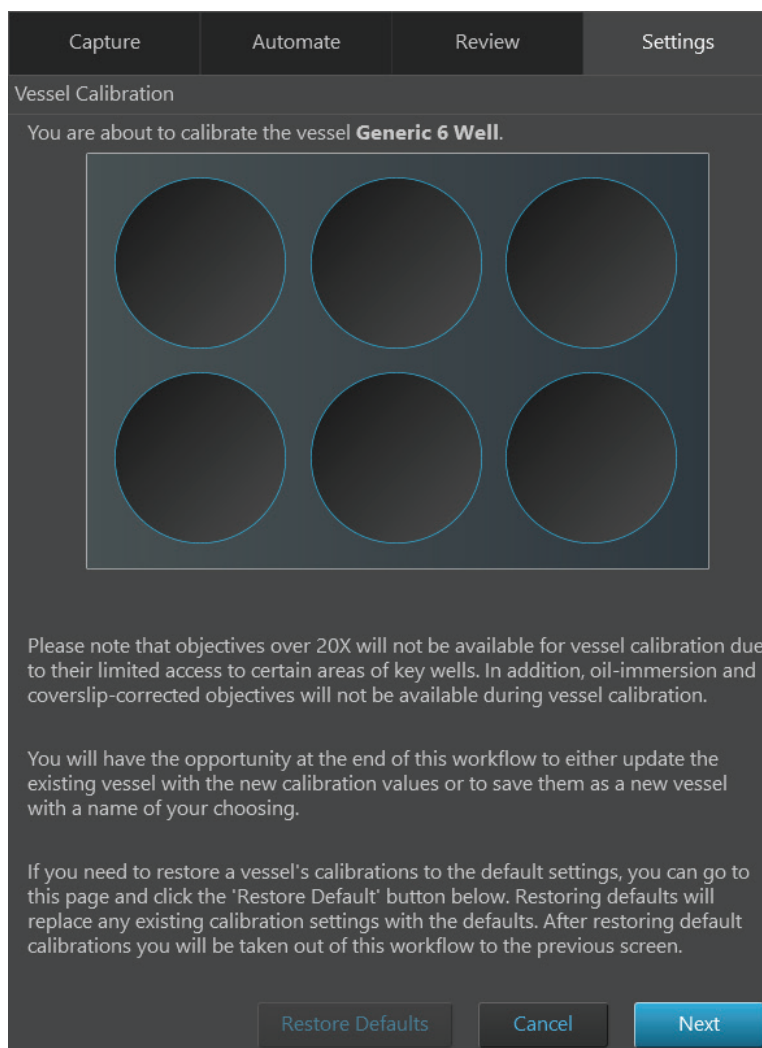 Capture Automate Review Settings
Vessel Calibration
You are about to calibrate the vessel Generic 6 Well.
Please note that objectives over 20X will not be available for vessel calibration due
to their limited access to certain areas of key wells. In addition, oil-immersion and
coverslip-corrected objectives will not be available during vessel calibration.
You will have the opportunity at the end of this workflow to either update the
existing vessel with the new calibration values or to save them as a new vessel
with a name of your choosing.
If you need to restore a vessel's calibrations to the default settings, you can go to
this page and click the 'Restore Default' button below. Restoring defaults will
replace any existing calibration settings with the defaults. After restoring default
calibrations you will be taken out of this workflow to the previous screen.
Restore Defaults Cancel Next